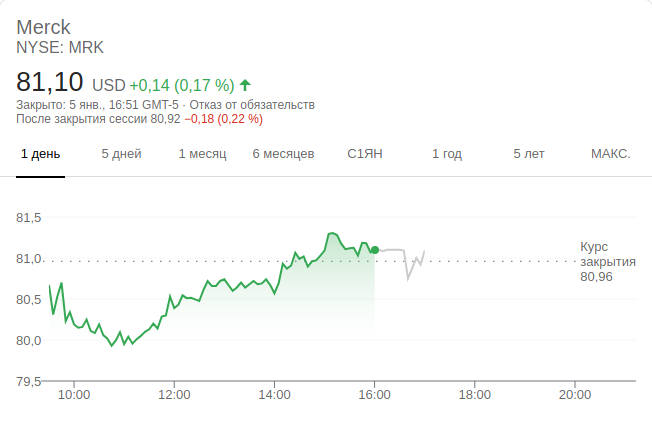 Merck
NYSE: MRK
81,10 USD +0,14 (0,17 %)
Закрыто: 5 янв., 16:51 GMT-5 · Отказ от обязательств
После закрытия сессии 80,92 −0,18 (0,22 %)
1 день 5 дней 1 месяц 6 месяцев С1ЯН 1 год 5 лет МАКС.
81,5
81,0
80,5
80,0
79,5
Курс
закрытия
80,96
10:00 12:00 14:00 16:00 18:00 20:00